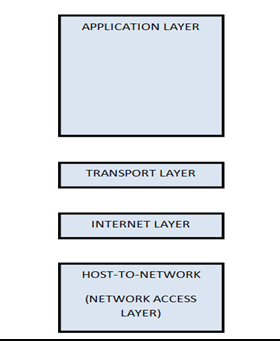 APPLICATION LAYER
TRANSPORT LAYER
INTERNET LAYER
HOST-TO-NETWORK
(NETWORK ACCESS
LAYER)